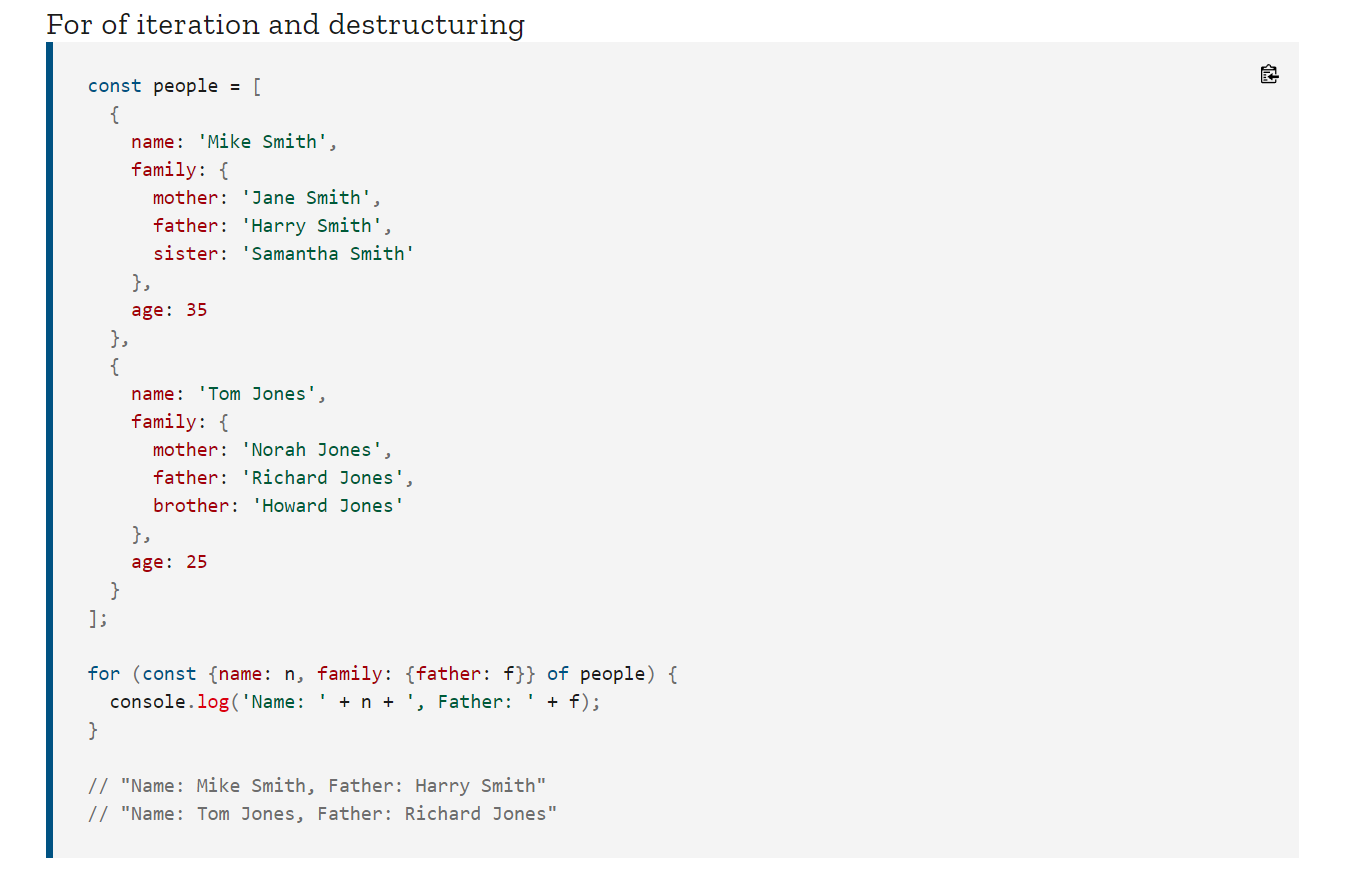 For of iteration and destructuring
const people = [
  {
    name: 'Mike Smith',
    family: {
      mother: 'Jane Smith',
      father: 'Harry Smith',
      sister: 'Samantha Smith'
    },
    age: 35
  },
  {
    name: 'Tom Jones',
    family: {
      mother: 'Norah Jones',
      father: 'Richard Jones',
      brother: 'Howard Jones'
    },
    age: 25
  }
];

for (const {name: n, family: {father: f}} of people) {
  console.log('Name: ' + n + ', Father: ' + f);
}

// "Name: Mike Smith, Father: Harry Smith"
// "Name: Tom Jones, Father: Richard Jones"